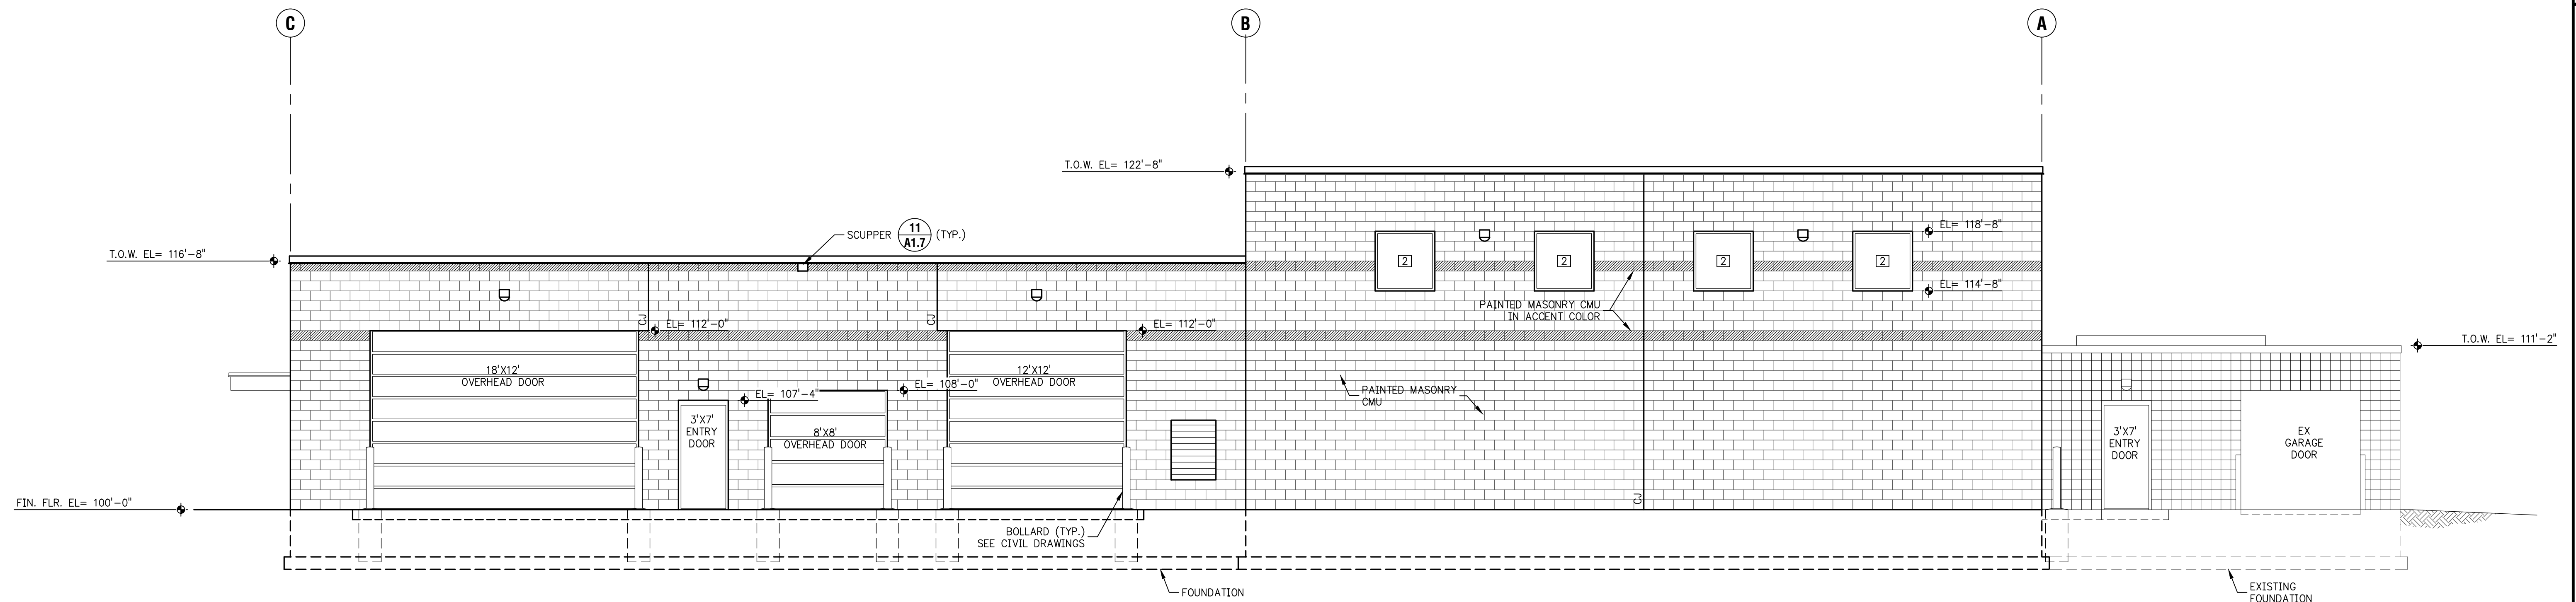 C
B
A
T.O.W. EL= 122'-8"
SCUPPER
11
A1.7
(TYP.)
EL= 118'-8"
T.O.W. EL= 116'-8"
2
2
2
2
EL= 114'-8"
PAINTED MASONRY CMU
IN ACCENT COLOR
CJ
CJ
EL= 112'-0"
EL= 112'-0"
T.O.W. EL= 111'-2"
18'X12'
OVERHEAD DOOR
12'X12'
OVERHEAD DOOR
EL= 108'-0"
EL= 107'-4"
PAINTED MASONRY
CMU
3'X7'
ENTRY
DOOR
8'X8'
OVERHEAD DOOR
3'X7'
ENTRY
DOOR
EX
GARAGE
DOOR
FIN. FLR. EL= 100'-0"
CJ
BOLLARD (TYP.)
SEE CIVIL DRAWINGS
FOUNDATION
EXISTING
FOUNDATION